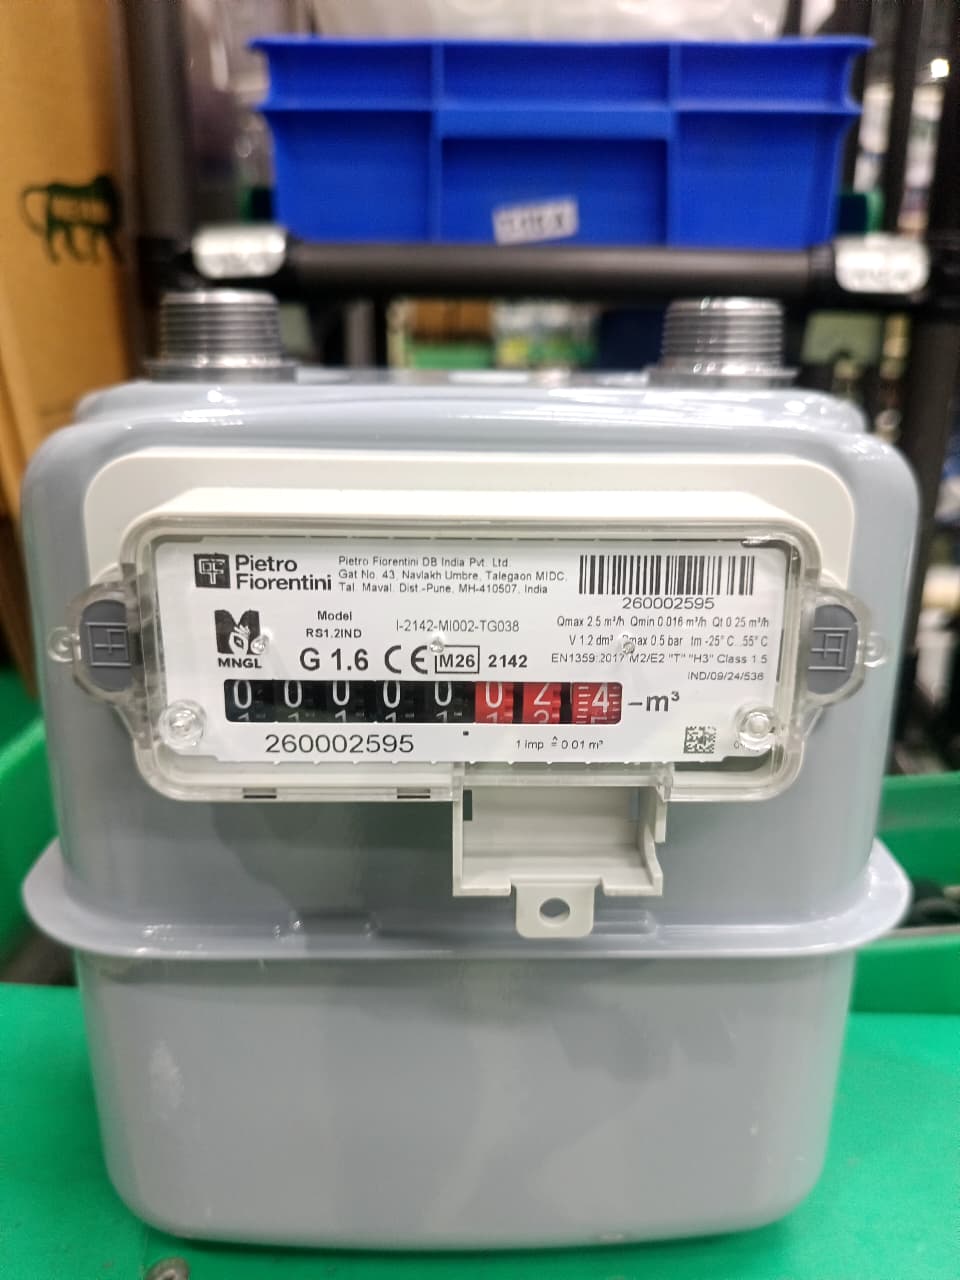 Pietro
Fiorentini
Pietro Fiorentini DB India Pvt. Ltd.
Gat No. 43, Navlakh Umbre, Talegaon MIDC,
Tal. Maval. Dist.-Pune, MH-410507, India
260002595
MNGL
Model
RS1.2IND
I-2142-MI002-TG038
G 1.6 CE M26 2142
Qmax 2.5 m³/h Qmin 0.016 m³/h Qt 0.25 m³/h
V 1.2 dm³ Pmax 0.5 bar tm -25° C...55° C
EN1359:2017 M2/E2 "T" "H3" Class 1.5
IND/09/24/536
0 0 0 0 0 0 2 4 m³
260002595
1 imp ≙ 0.01 m³